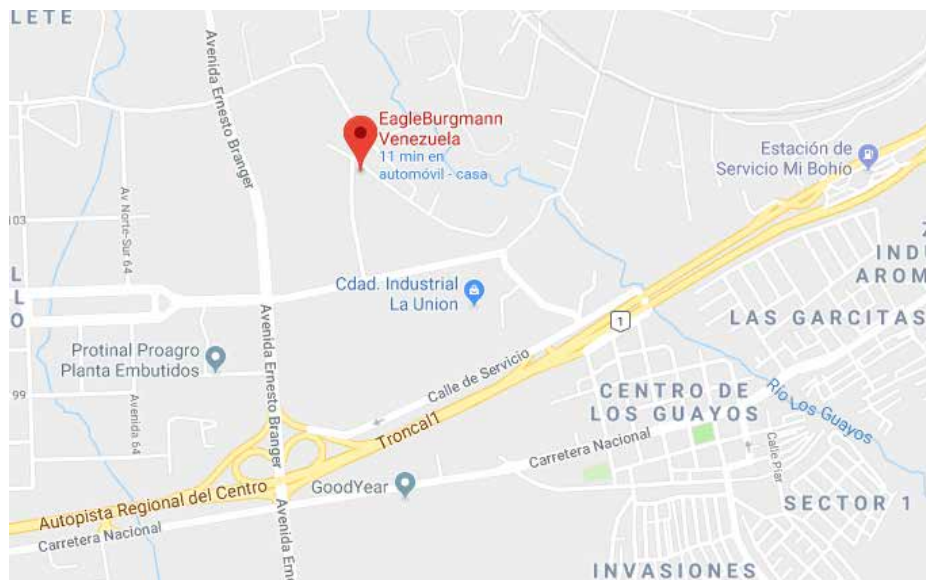 LETE
Avenida Ernesto Branger
EagleBurgmann
Venezuela
11 min en
automóvil - casa
Estación de
Servicio Mi Bohío
Av Norte-Sur 64
103
Z
INDU
AROM
L
L
O
Cdad. Industrial
La Union
1
LAS GARCITAS
Protinal Proagro
Planta Embutidos
Avenida Ernesto Branger
Calle de Servicio
99
Avenida 64
CENTRO DE
LOS GUAYOS
Río Los Guayos
Troncal1
Carretera Nacional
Calle Piar
GoodYear
Autopista Regional del Centro
SECTOR 1
Carretera Nacional
Avenida Erne
INVASIONES